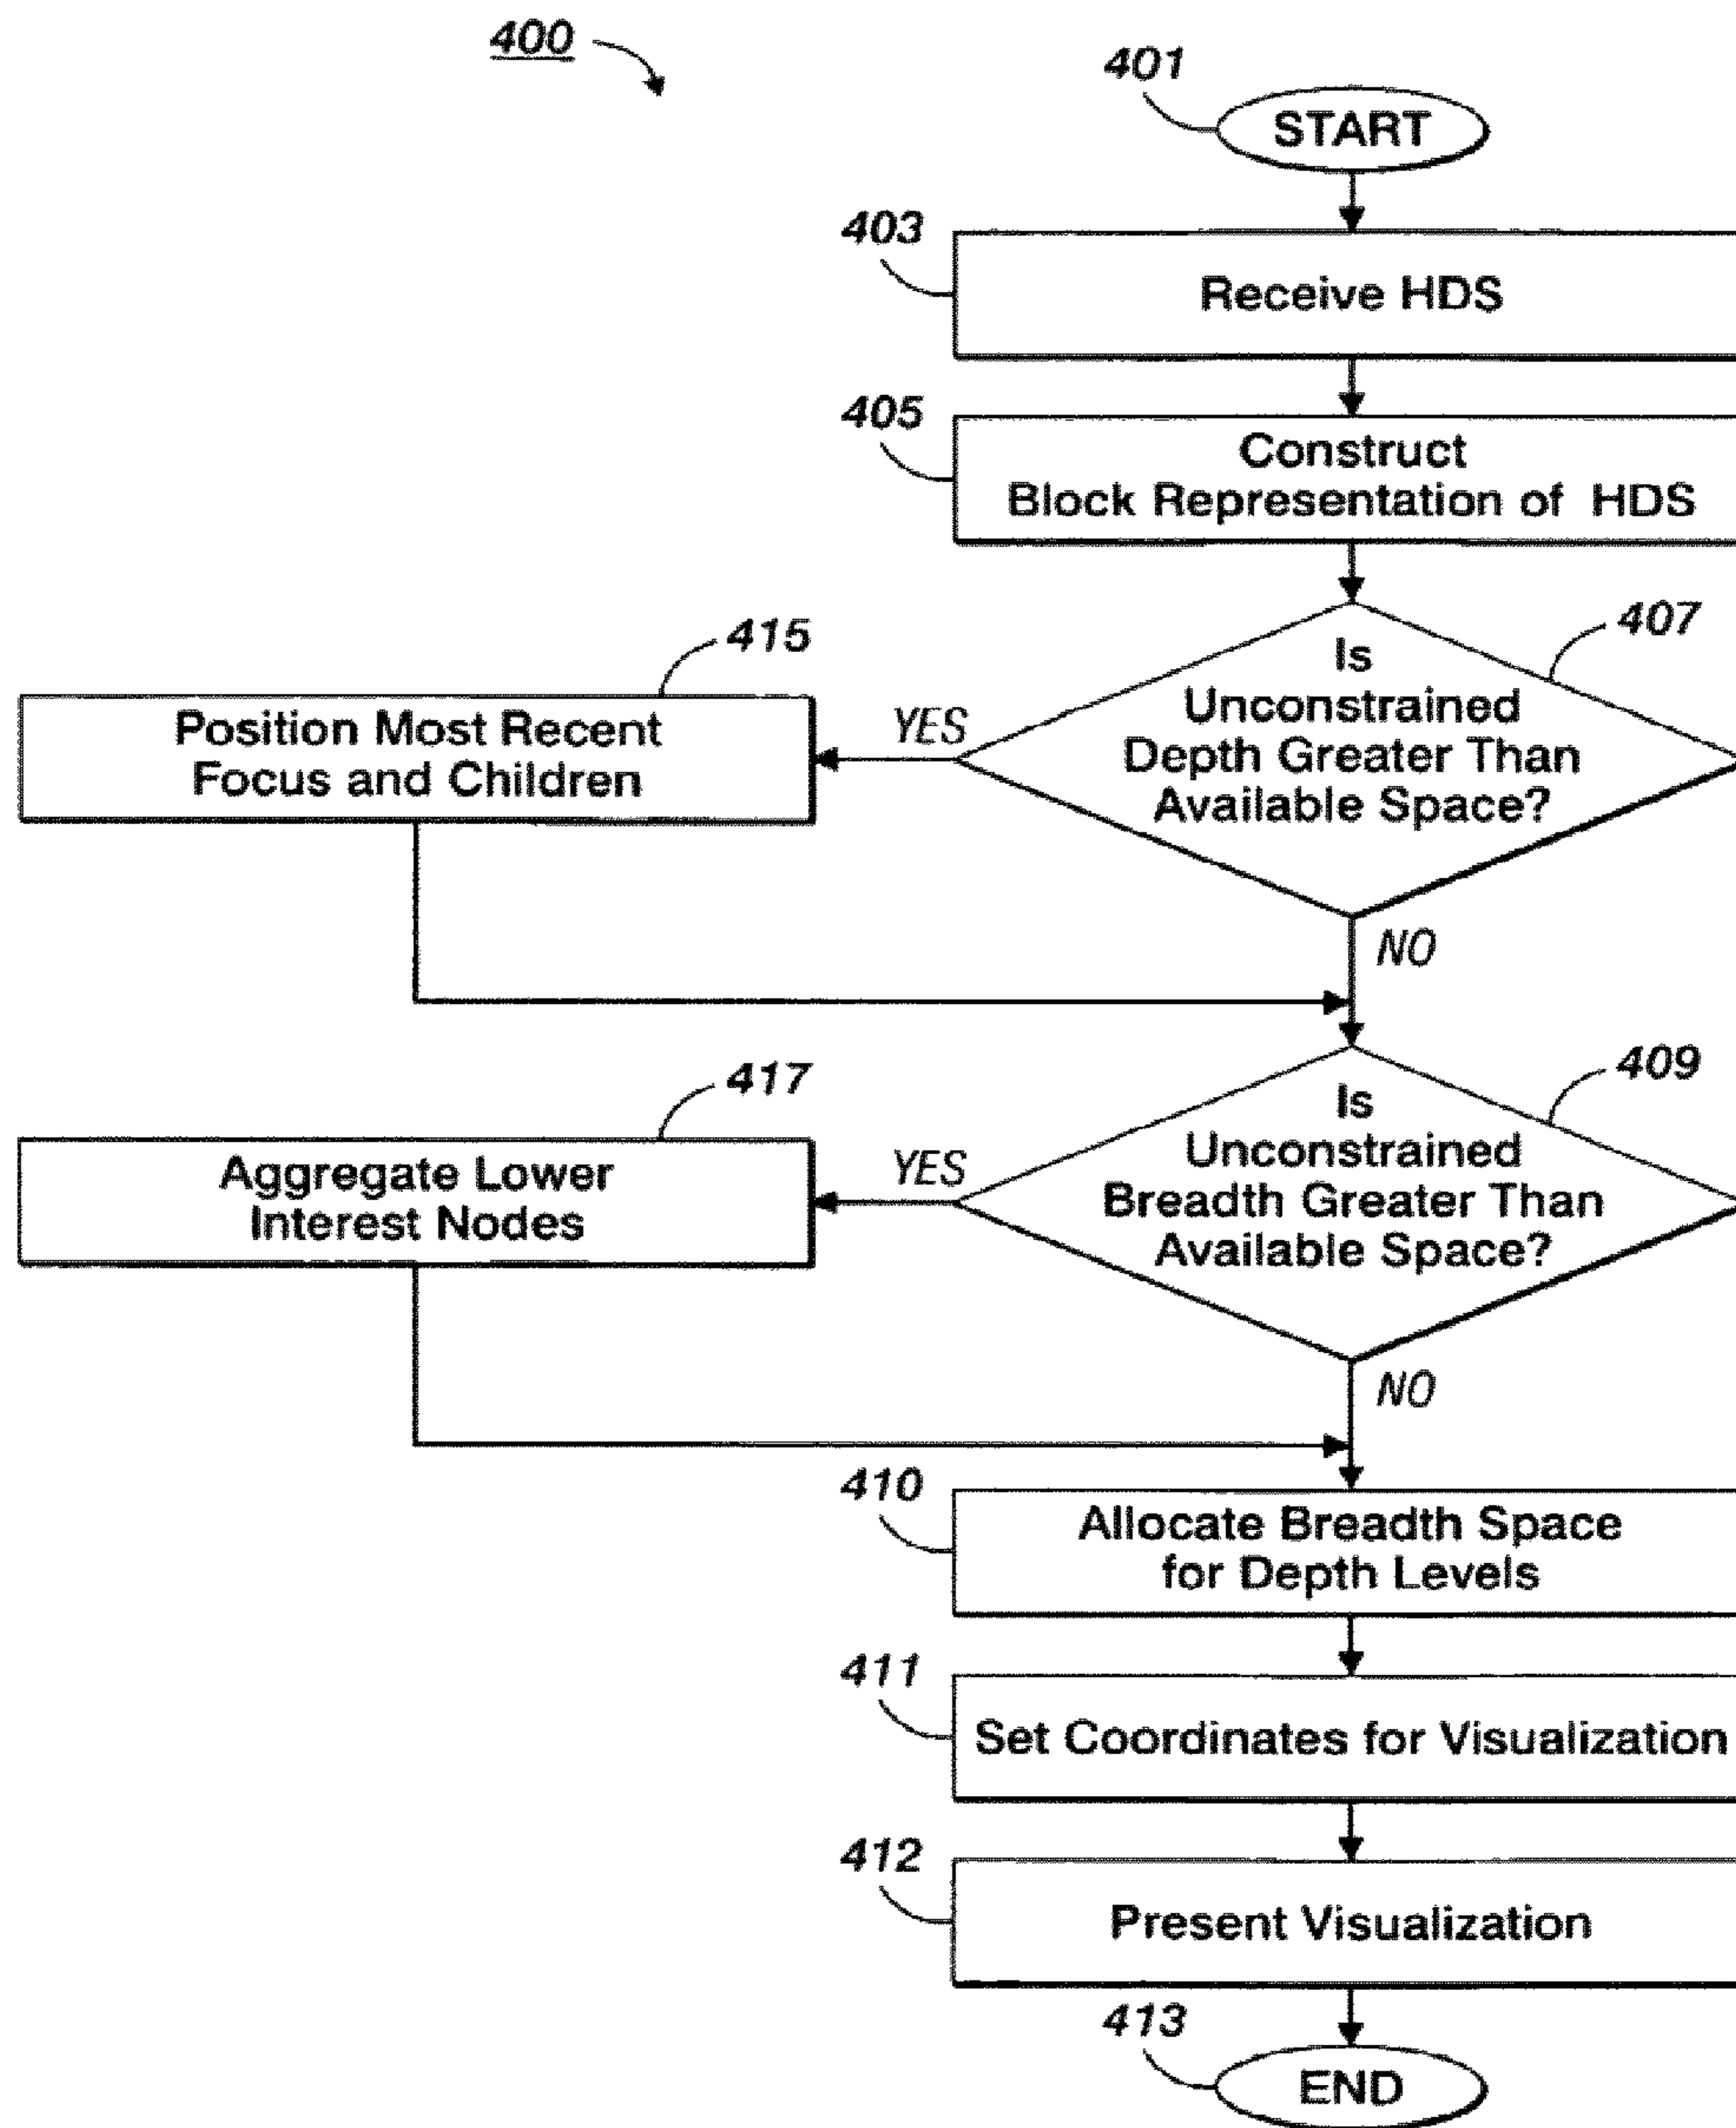 400
401
START
403
Receive HDS
405
Construct
Block Representation of HDS
407
Is
Unconstrained
Depth Greater Than
Available Space?
YES
415
Position Most Recent
Focus and Children
NO
409
Is
Unconstrained
Breadth Greater Than
Available Space?
YES
417
Aggregate Lower
Interest Nodes
NO
410
Allocate Breadth Space
for Depth Levels
411
Set Coordinates for Visualization
412
Present Visualization
413
END